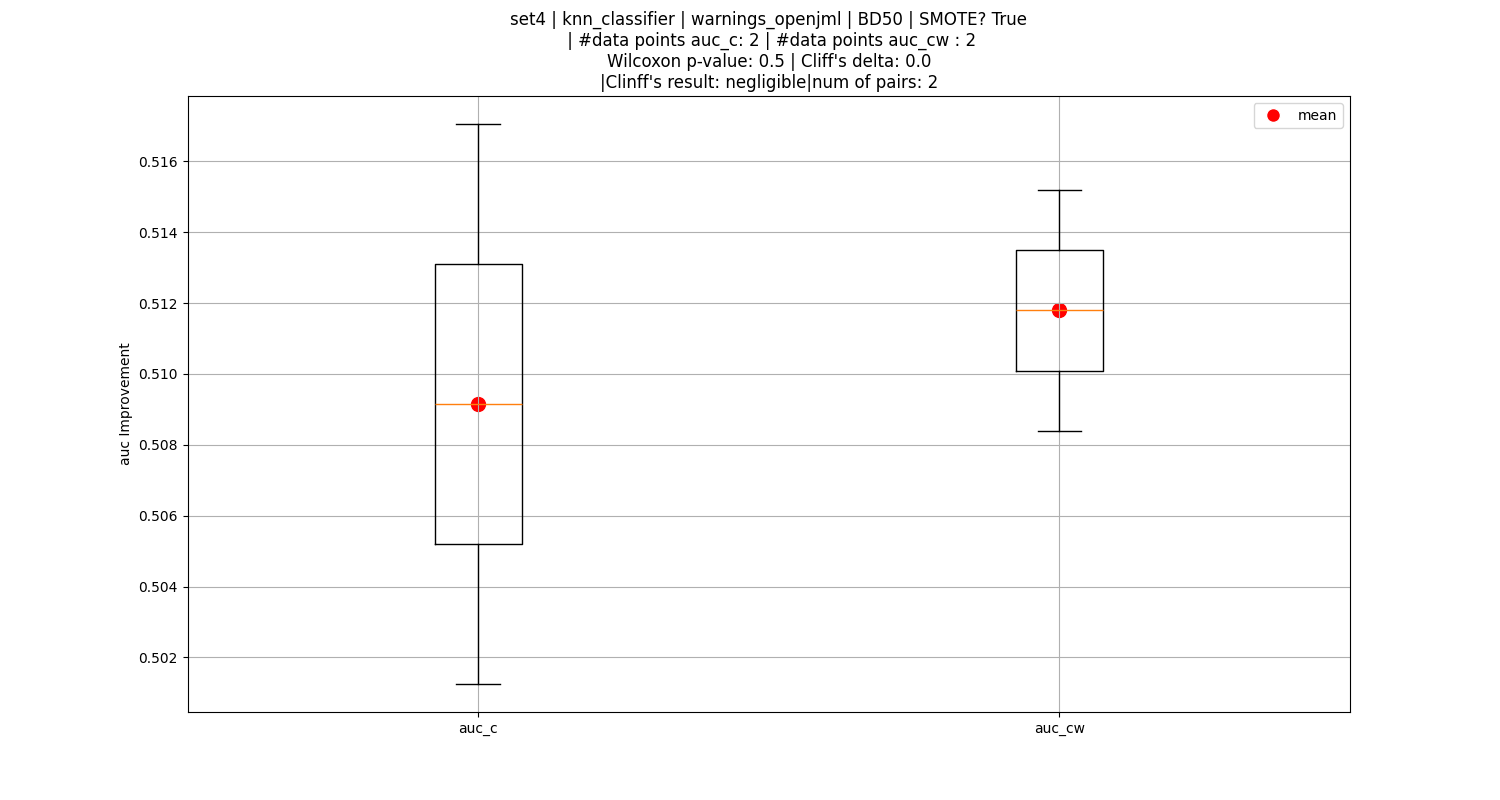 set4 | knn_classifier | warnings_openjml | BD50 | SMOTE? True
| #data points auc_c: 2 | #data points auc_cw : 2
Wilcoxon p-value: 0.5 | Cliff's delta: 0.0
|Clinff's result: negligible|num of pairs: 2
mean
0.516
0.514
0.512
0.510
0.508
0.506
0.504
0.502
auc Improvement
auc_c
auc_cw